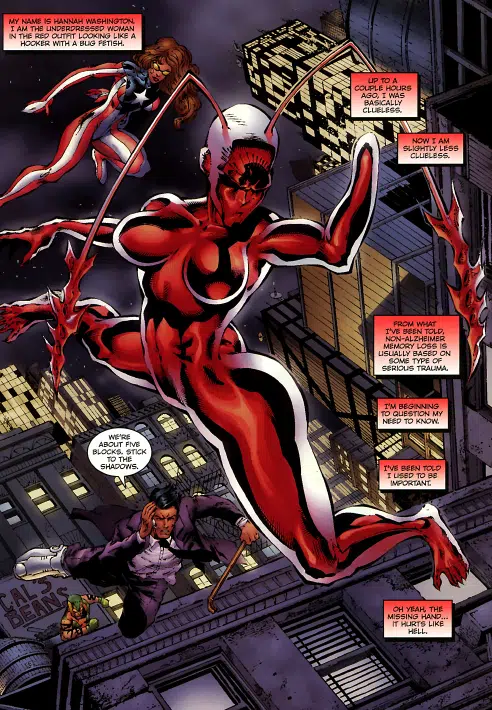 MY NAME IS HANNAH WASHINGTON.
I AM THE UNDERDRESSED WOMAN
IN THE RED OUTFIT LOOKING LIKE A
HOOKER WITH A BUG FETISH.
UP TO A
COUPLE HOURS
AGO, I WAS
BASICALLY
CLUELESS.
NOW I AM
SLIGHTLY LESS
CLUELESS.
FROM WHAT
I'VE BEEN TOLD,
NON-ALZHEIMER
MEMORY LOSS IS
USUALLY BASED ON
SOME TYPE OF
SERIOUS TRAUMA.
I'M BEGINNING
TO QUESTION MY
NEED TO KNOW.
WE'RE
ABOUT FIVE
BLOCKS, STICK
TO THE
SHADOWS.
I'VE BEEN TOLD
I USED TO BE
IMPORTANT.
CAL'S
BEANS
OH YEAH, THE
MISSING HAND...
IT HURTS LIKE
HELL.